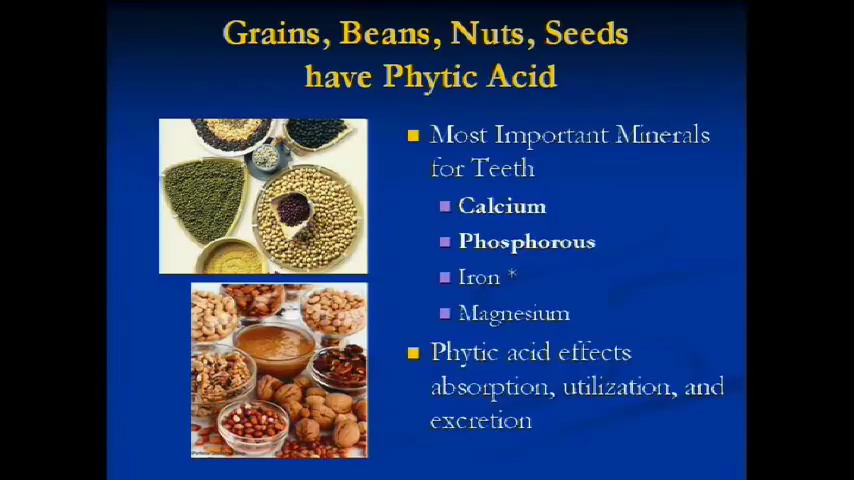 Grains, Beans, Nuts, Seeds
have Phytic Acid
Most Important Minerals
for Teeth
Calcium
Phosphorous
Iron *
Magnesium
Phytic acid effects
absorption, utilization, and
excretion